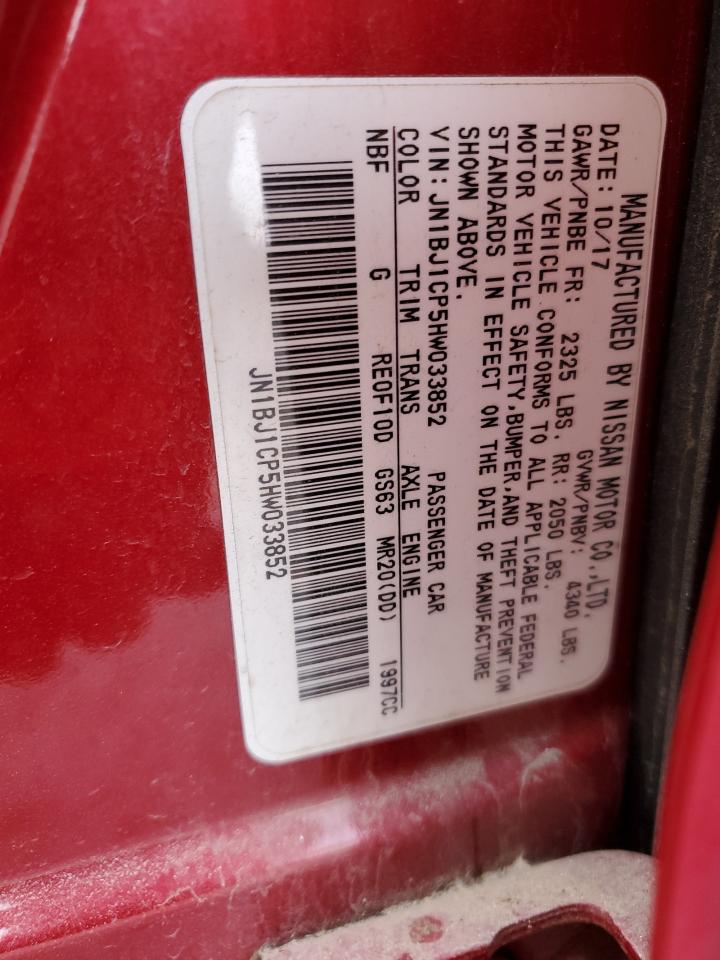 MANUFACTURED BY NISSAN MOTOR CO.,LTD.
DATE: 10/17 GVWR/PNBV: 4340 LBS.
GAWR/PNBE FR: 2325 LBS. RR: 2050 LBS.
THIS VEHICLE CONFORMS TO ALL APPLICABLE FEDERAL
MOTOR VEHICLE SAFETY,BUMPER,AND THEFT PREVENTION
STANDARDS IN EFFECT ON THE DATE OF MANUFACTURE
SHOWN ABOVE.
VIN:JN1BJ1CP5HW033852 PASSENGER CAR
COLOR TRIM TRANS AXLE ENGINE
NBF G RE0F10D GS63 MR20(DD) 1997CC
JN1BJ1CP5HW033852